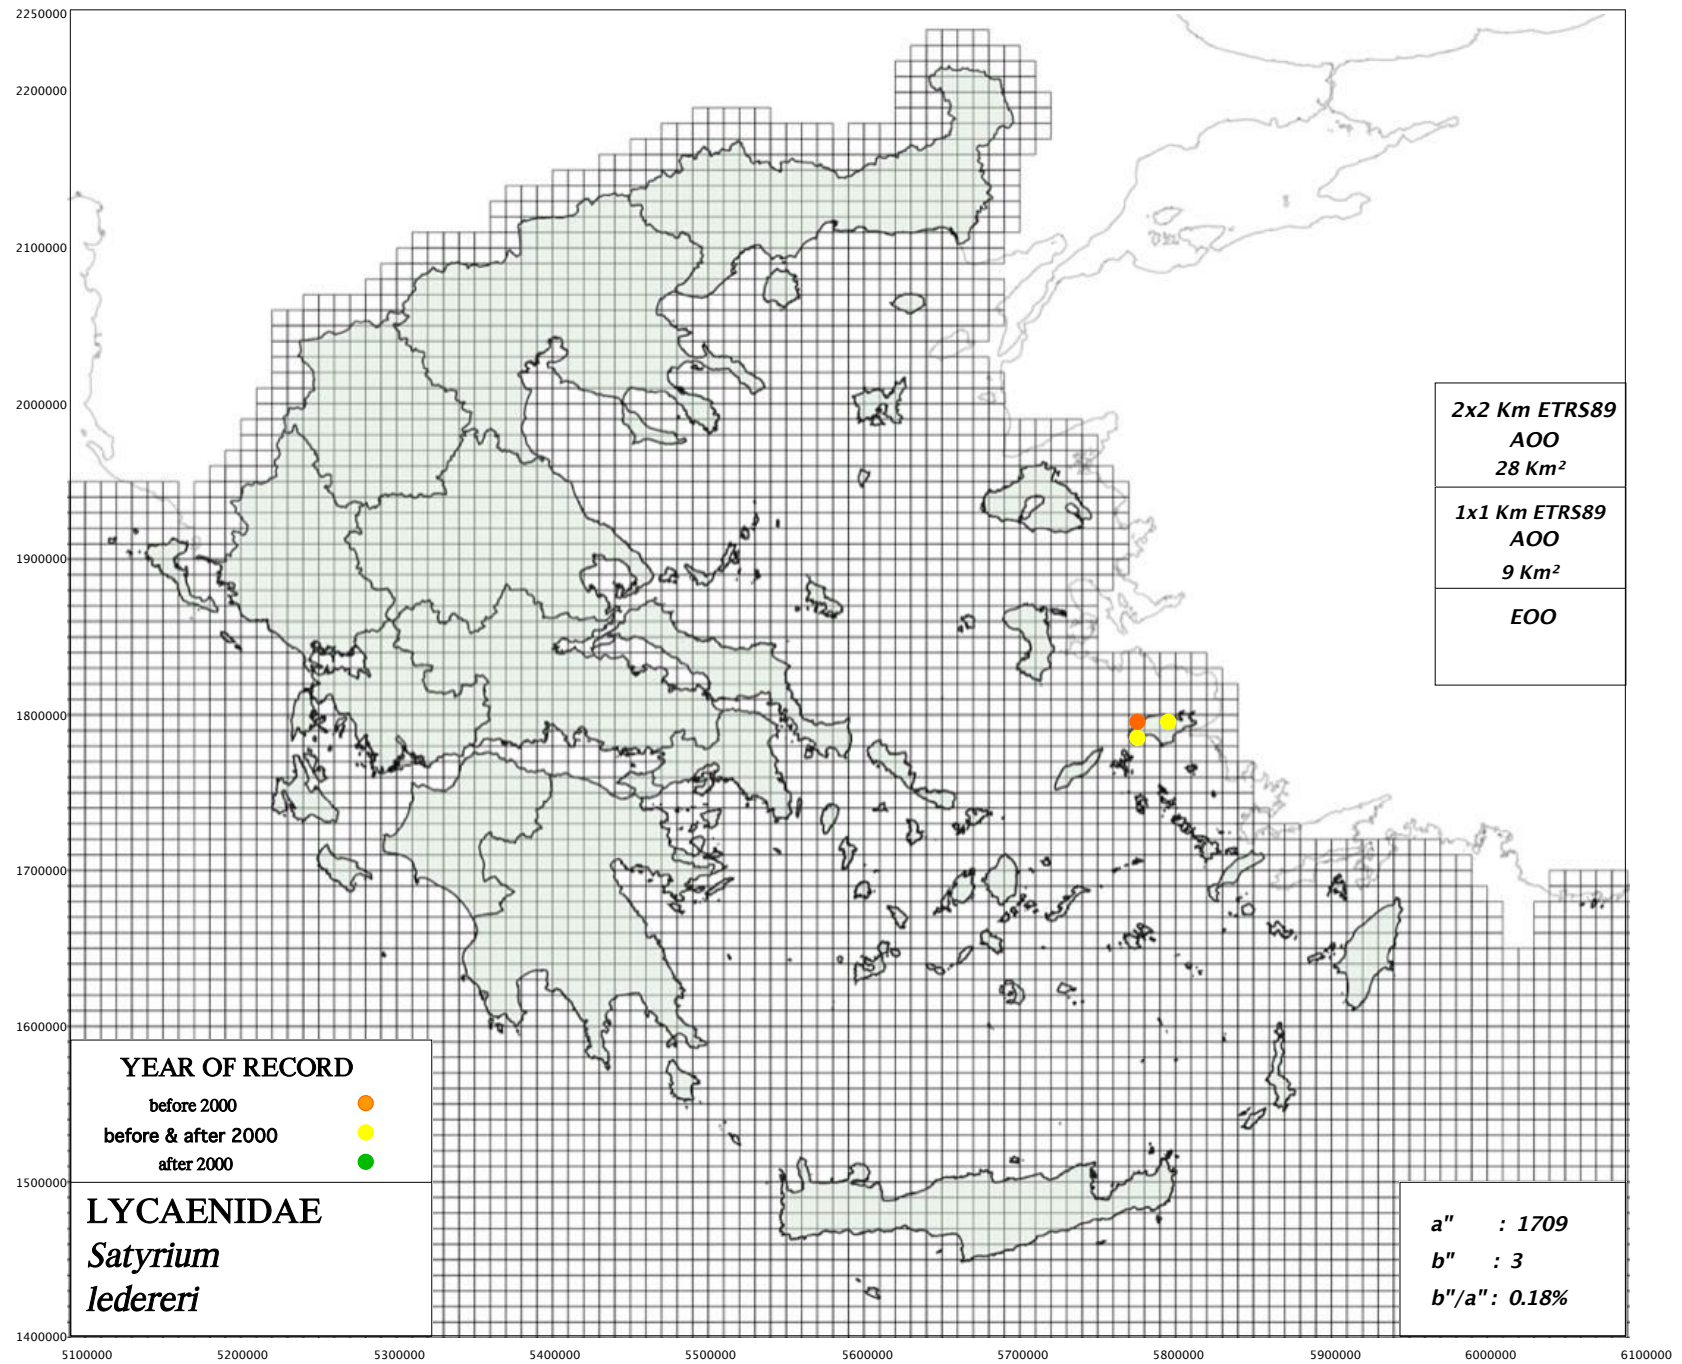 2250000
2200000
2100000
2000000
1900000
1800000
1700000
1600000
1500000
1400000
2x2 Km ETRS89
AOO
28 Km²
1x1 Km ETRS89
AOO
9 Km²
EOO
YEAR OF RECORD
before 2000
before & after 2000
after 2000
LYCAENIDAE
Satyrium
ledereri
a" : 1709
b" : 3
b"/a" : 0.18%
5100000 5200000 5300000 5400000 5500000 5600000 5700000 5800000 5900000 6000000 6100000